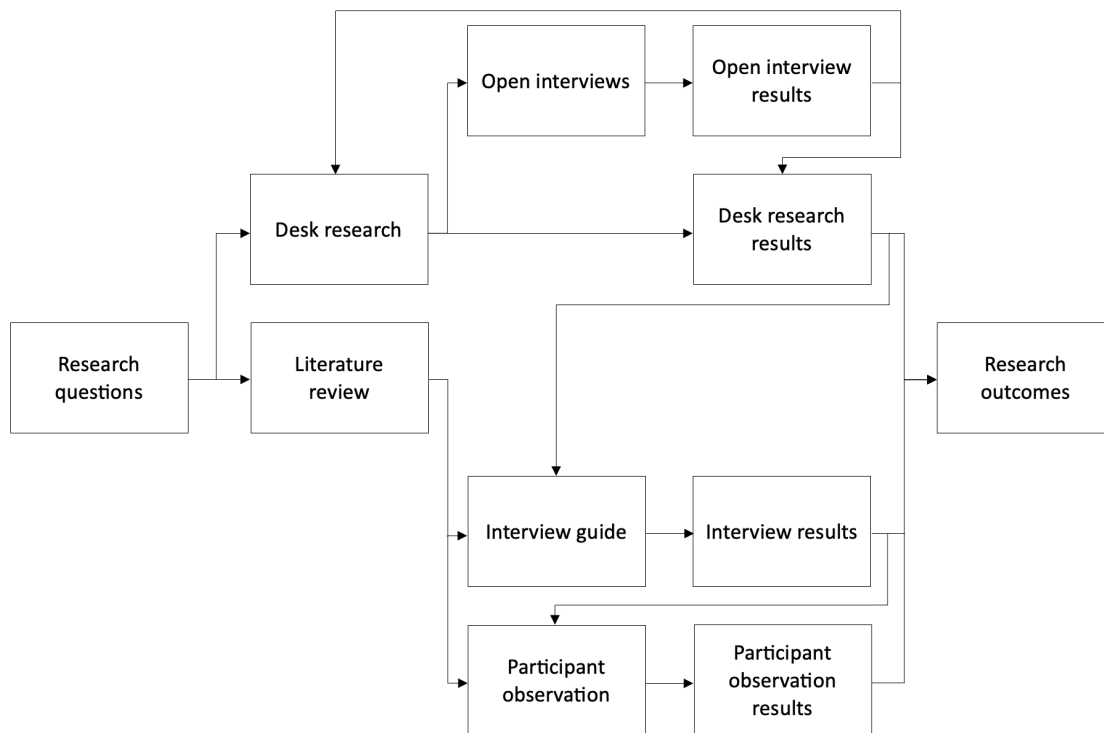 Open interviews
Open interview
results
Desk research
Desk research
results
Research
questions
Literature
review
Research
outcomes
Interview guide
Interview results
Participant
observation
Participant
observation
results